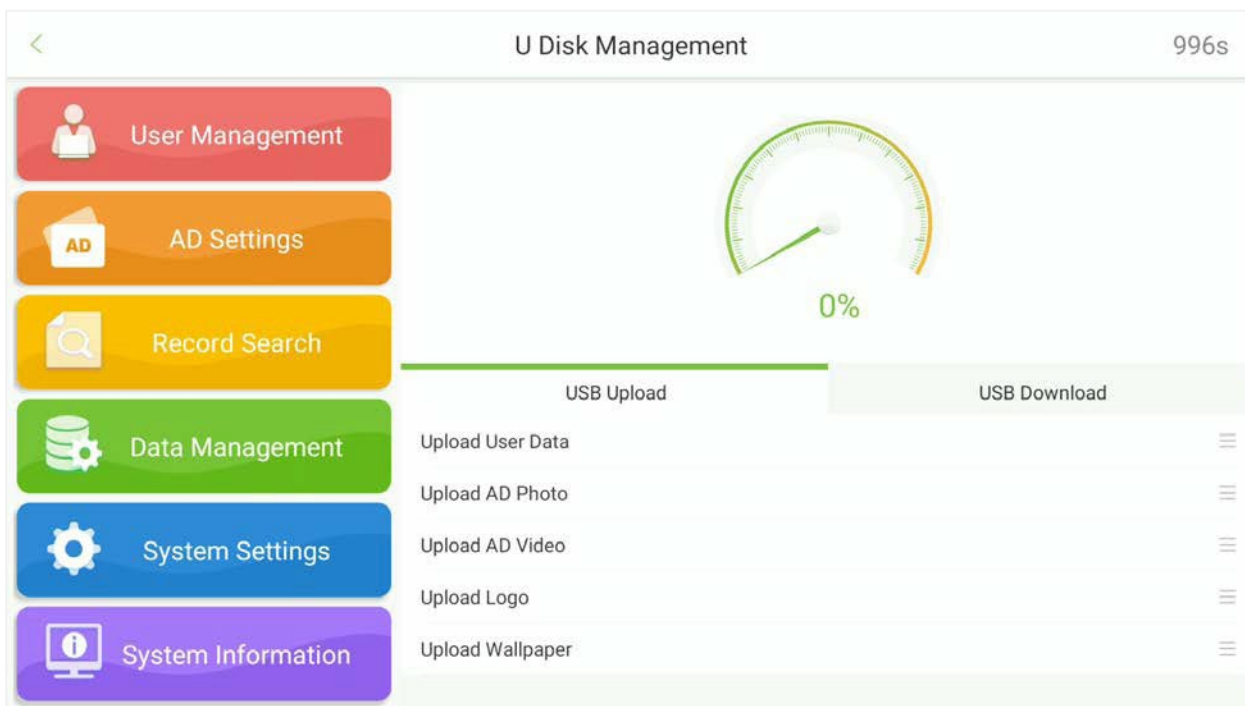 U Disk Management
996s
User Management
AD
AD Settings
Record Search
Data Management
System Settings
System Information
0%
USB Upload
USB Download
Upload User Data
Upload AD Photo
Upload AD Video
Upload Logo
Upload Wallpaper